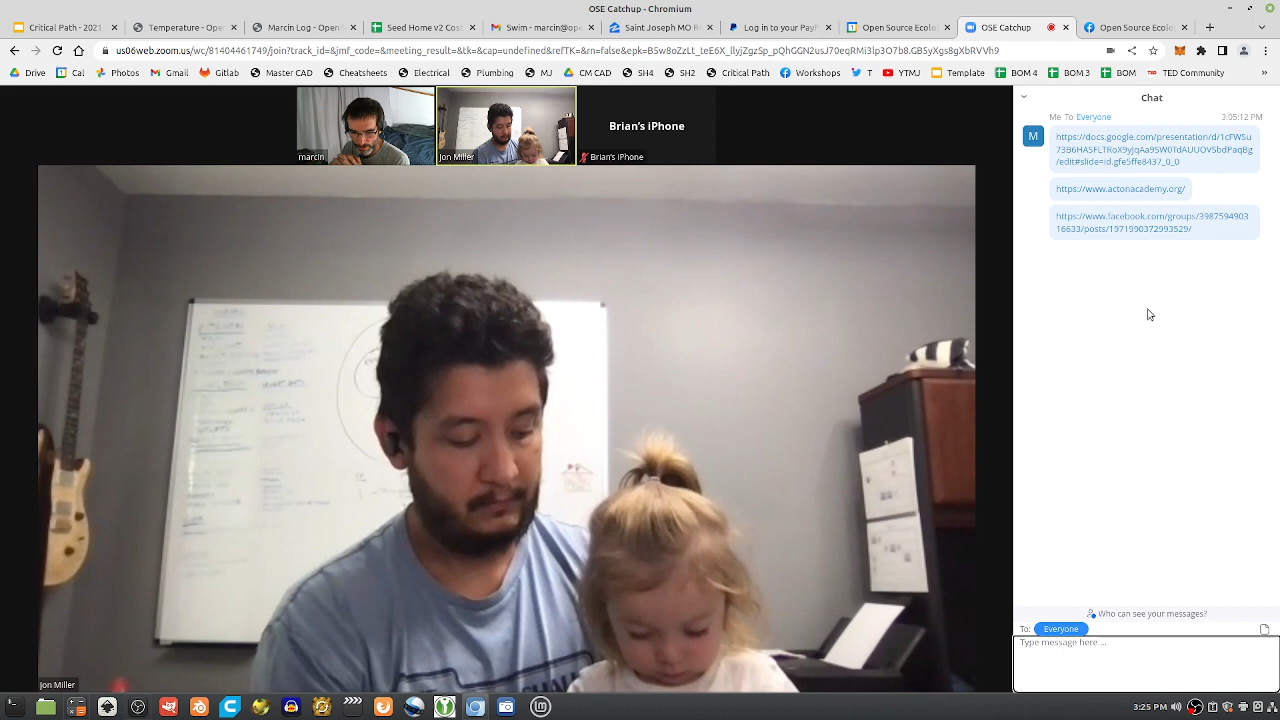 OSE Catchup - Chromium
Critical Path - 2021
Temperature - Open
Marcin Log - Open S
Seed Home v2 Cost
Swim - marcin@ope
Saint Joseph MO R
Log in to your PayP
Open Source Ecolo
OSE Catchup
Open Source Ecolo
us06web.zoom.us/wc/81404461749/join?track_id=&jmf_code=&meeting_result=&tk=&cap=undefined&refTK=&rn=false&epk=
Drive
Cal
Photos
Gmail
Gitlab
Master CAD
Cheatsheets
Electrical
Plumbing
MJ
CM CAD
SH4
SH2
Critical Path
Workshops
T
YTMJ
Template
BOM 4
BOM 3
BOM
TED Community
»
marcin
Jon Miller
Brian's iPhone
Brian's iPhone
Chat
Me To Everyone 3:05:12 PM
M
https://docs.google.com/presentation/d/1cFWSu
73B6HASFLTRoX9yJqAa9SW0TdAUUOVSbdPaqBg
/edit#slide=id.gfe5ffe8437_0_0
https://www.actonacademy.org/
https://www.facebook.com/groups/3987594903
16633/posts/1971990372993529/
Who can see your messages?
To: Everyone
Type message here ...
Jon Miller
3:25 PM